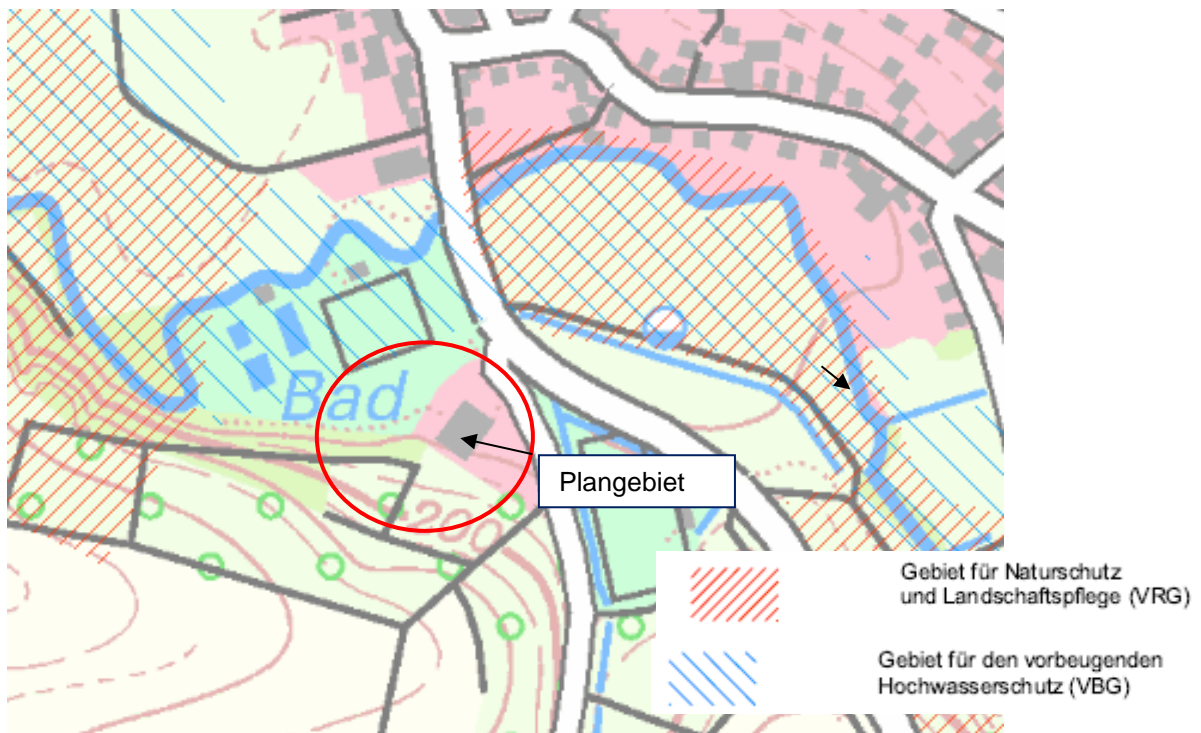 Bad
Plangebiet
200
Gebiet für Naturschutz
und Landschaftspflege (VRG)
Gebiet für den vorbeugenden
Hochwasserschutz (VBG)